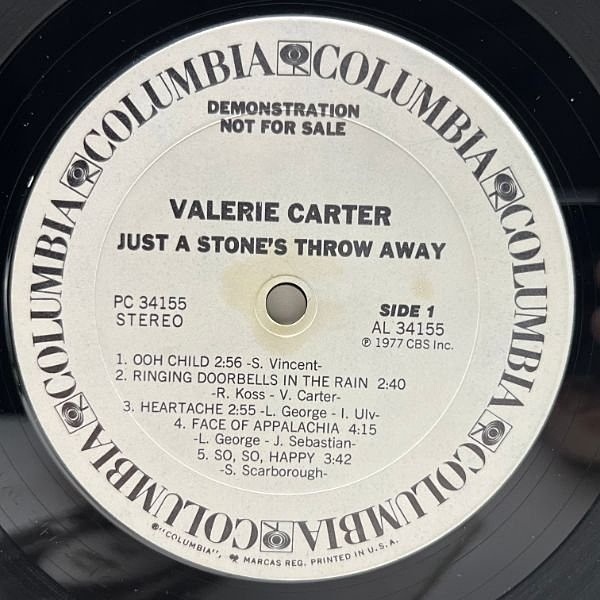 COLUMBIA COLUMBIA COLUMBIA COLUMBIA COLUMBIA COLUMBIA
DEMONSTRATION
NOT FOR SALE
VALERIE CARTER
JUST A STONE'S THROW AWAY
PC 34155
STEREO
SIDE 1
AL 34155
℗ 1977 CBS Inc.
1. OOH CHILD 2:56 -S. Vincent-
2. RINGING DOORBELLS IN THE RAIN 2:40
-R. Koss - V. Carter-
3. HEARTACHE 2:55 -L. George - I. Ulv-
4. FACE OF APPALACHIA 4:15
-L. George - J. Sebastian-
5. SO, SO, HAPPY 3:42
-S. Scarborough-
®"COLUMBIA", MARCAS REG. PRINTED IN U.S.A.